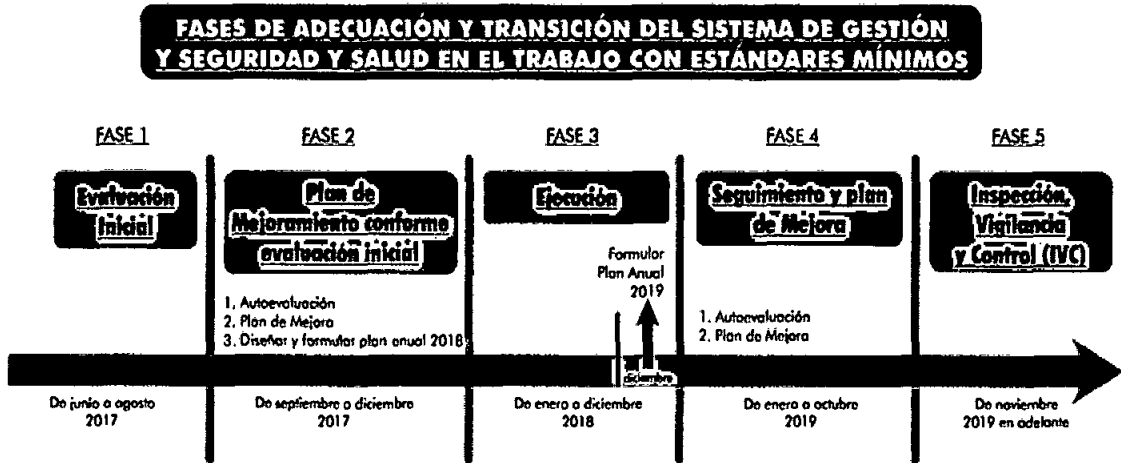 FASES DE ADECUACIÓN Y TRANSICIÓN DEL SISTEMA DE GESTIÓN
Y SEGURIDAD Y SALUD EN EL TRABAJO CON ESTÁNDARES MÍNIMOS
FASE 1
Evaluación
Inicial
De junio a agosto
2017
FASE 2
Plan de
Mejoramiento conforme
evaluación inicial
1. Autoevaluación
2. Plan de Mejora
3. Diseñar y formular plan anual 2018
De septiembre a diciembre
2017
FASE 3
Ejecución
Formular
Plan Anual
2019
diciembre
De enero a diciembre
2018
FASE 4
Seguimiento y plan
de Mejora
1. Autoevaluación
2. Plan de Mejora
De enero a octubre
2019
FASE 5
Inspección,
Vigilancia
y Control (IVC)
De noviembre
2019 en adelante